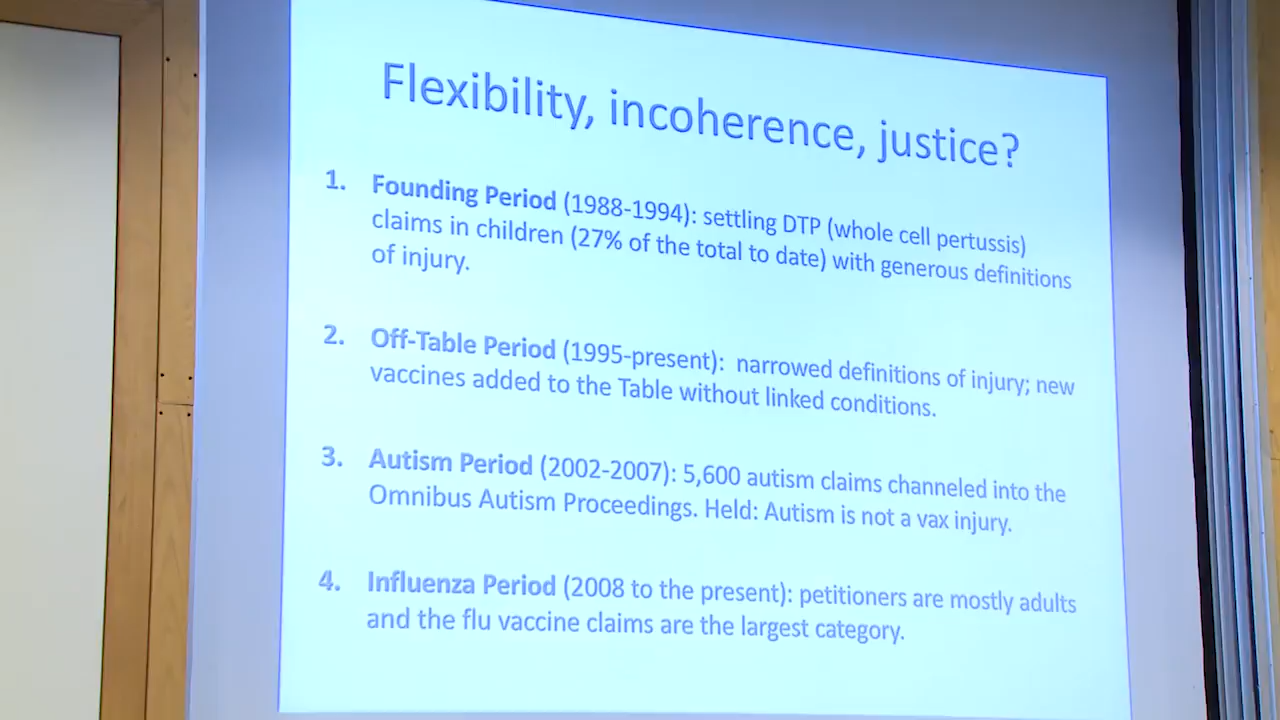 Flexibility, incoherence, justice?
1. Founding Period (1988-1994): settling DTP (whole cell pertussis)
claims in children (27% of the total to date) with generous definitions
of injury.
2. Off-Table Period (1995-present): narrowed definitions of injury; new
vaccines added to the Table without linked conditions.
3. Autism Period (2002-2007): 5,600 autism claims channeled into the
Omnibus Autism Proceedings. Held: Autism is not a vax injury.
4. Influenza Period (2008 to the present): petitioners are mostly adults
and the flu vaccine claims are the largest category.